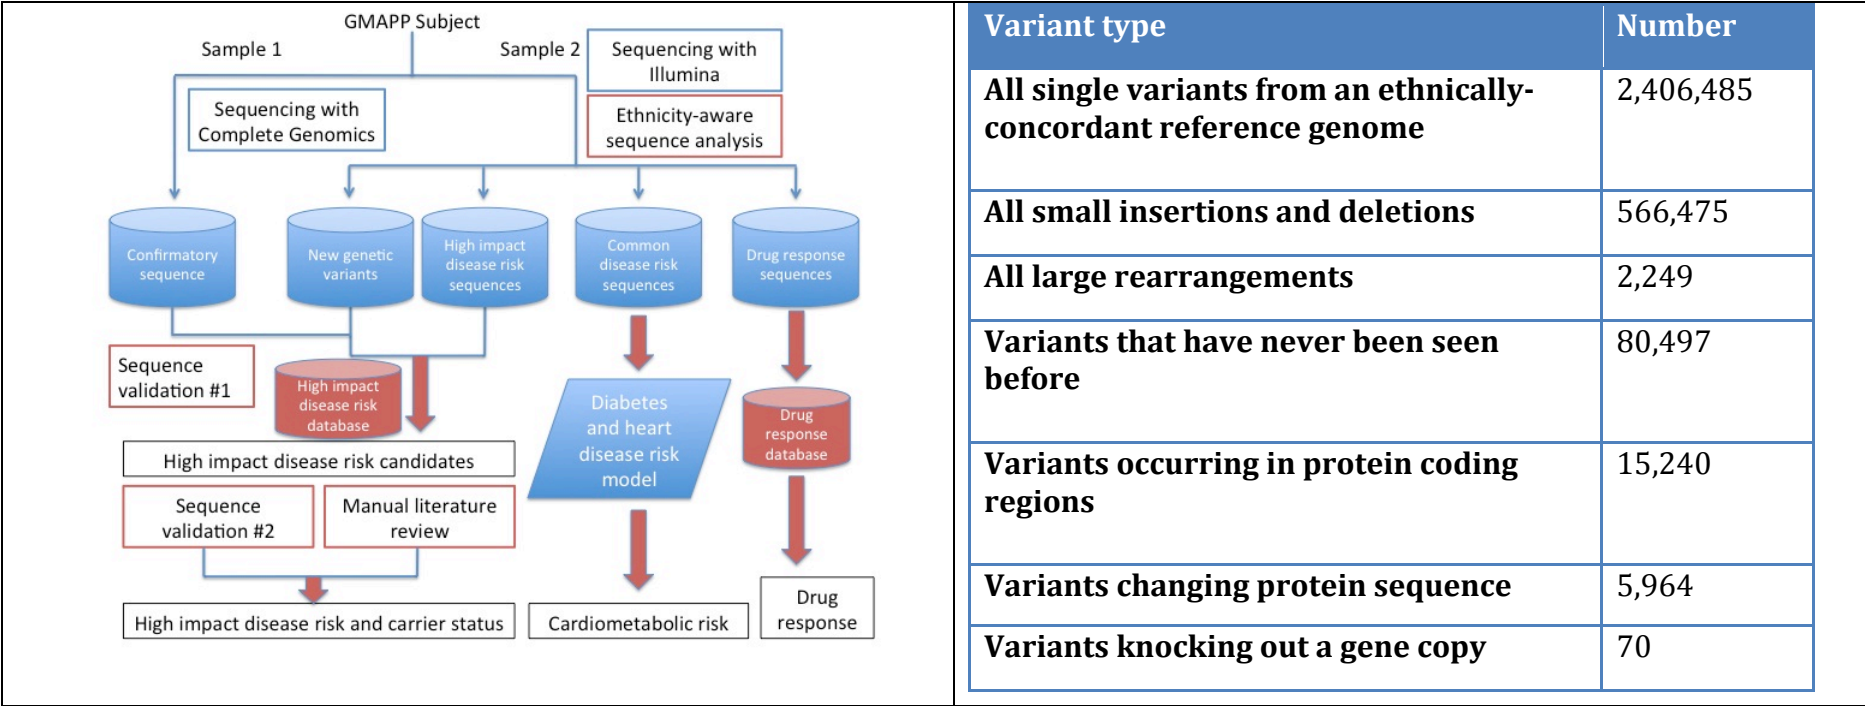 GMAPP Subject
Sample 1
Sample 2
Sequencing with
Illumina
Sequencing with
Complete Genomics
Ethnicity-aware
sequence analysis
Confirmatory
sequence
New genetic
variants
High impact
disease risk
sequences
Common
disease risk
sequences
Drug response
sequences
Sequence
validation #1
High impact
disease risk
database
Diabetes
and heart
disease risk
model
Drug
response
database
High impact disease risk candidates
Sequence
validation #2
Manual literature
review
High impact disease risk and carrier status
Cardiometabolic risk
Drug
response
Variant type Number
All single variants from an ethnically- 2,406,485
concordant reference genome
All small insertions and deletions 566,475
All large rearrangements 2,249
Variants that have never been seen 80,497
before
Variants occurring in protein coding 15,240
regions
Variants changing protein sequence 5,964
Variants knocking out a gene copy 70